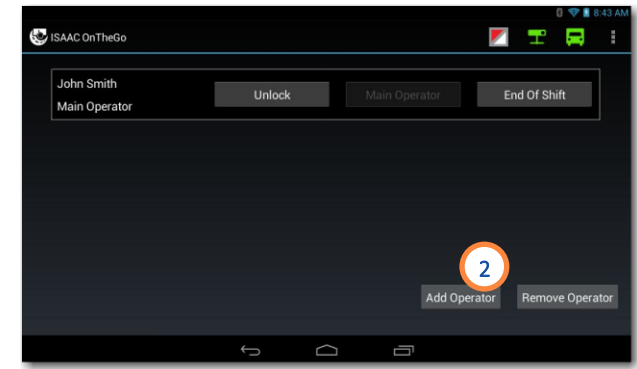 8:43 AM
ISAAC OnTheGo
John Smith
Main Operator
Unlock
Main Operator
End Of Shift
2
Add Operator
Remove Operator